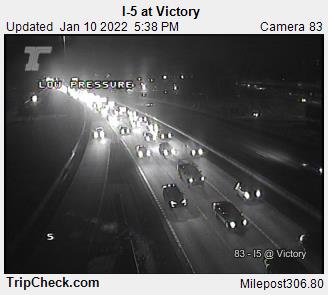 I-5 at Victory
Updated Jan 10 2022 5:38 PM Camera 83
T
LOW PRESSURE
S
83 - I5 @ Victory
TripCheck.com Milepost306.80